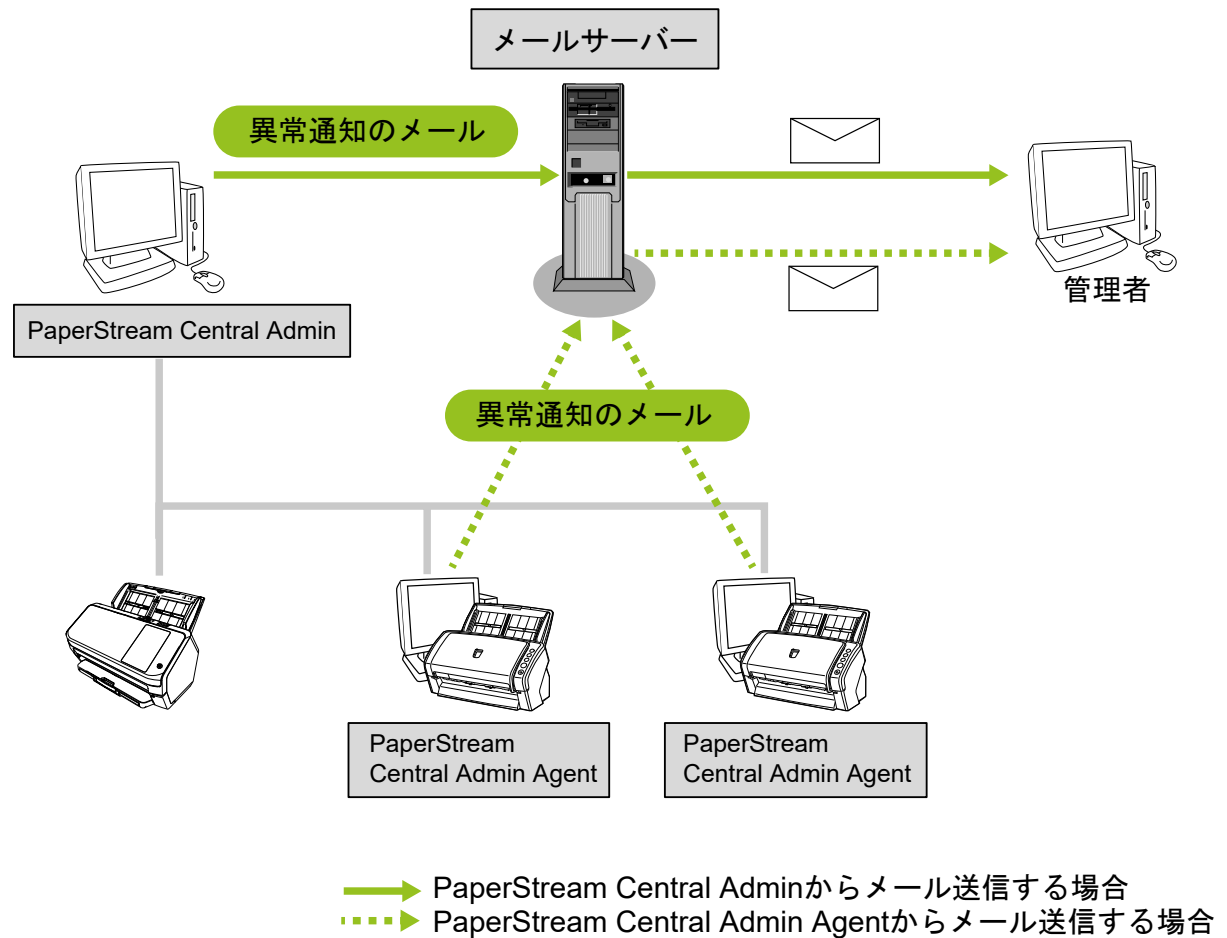 メールサーバー
異常通知のメール
管理者
PaperStream Central Admin
異常通知のメール
PaperStream
Central Admin Agent
PaperStream
Central Admin Agent
PaperStream Central Adminからメール送信する場合
PaperStream Central Admin Agentからメール送信する場合